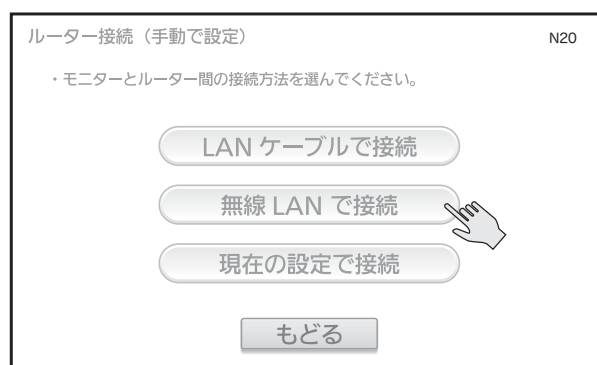 ルーター接続（手動で設定）
N20
・モニターとルーター間の接続方法を選んでください。
LAN ケーブルで接続
無線 LAN で接続
現在の設定で接続
もどる